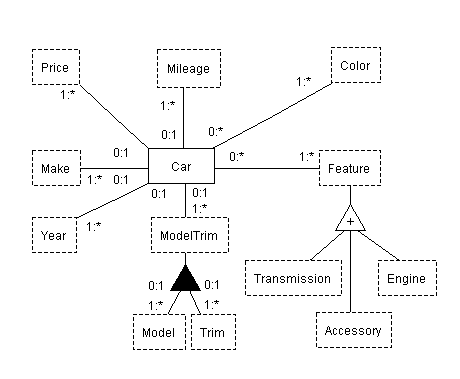 Price
Mileage
Color
1:*
1:*
1:*
0:1
0:*
0:1
0:*
1:*
Make
Car
Feature
1:*
0:1
0:1
0:1
1:*
Year
1:*
ModelTrim
+
0:1
0:1
Transmission
Engine
1:*
1:*
Model
Trim
Accessory